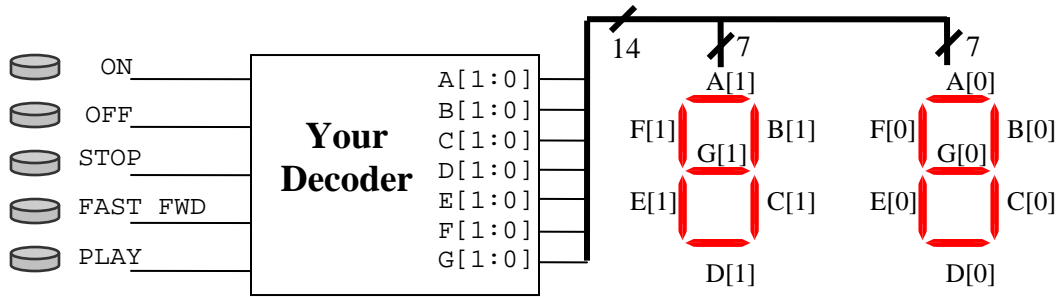 ON
OFF
STOP
FAST FWD
PLAY
Your
Decoder
A[1:0]
B[1:0]
C[1:0]
D[1:0]
E[1:0]
F[1:0]
G[1:0]
14
7
7
A[1]
F[1]
B[1]
G[1]
E[1]
C[1]
D[1]
A[0]
F[0]
B[0]
G[0]
E[0]
C[0]
D[0]